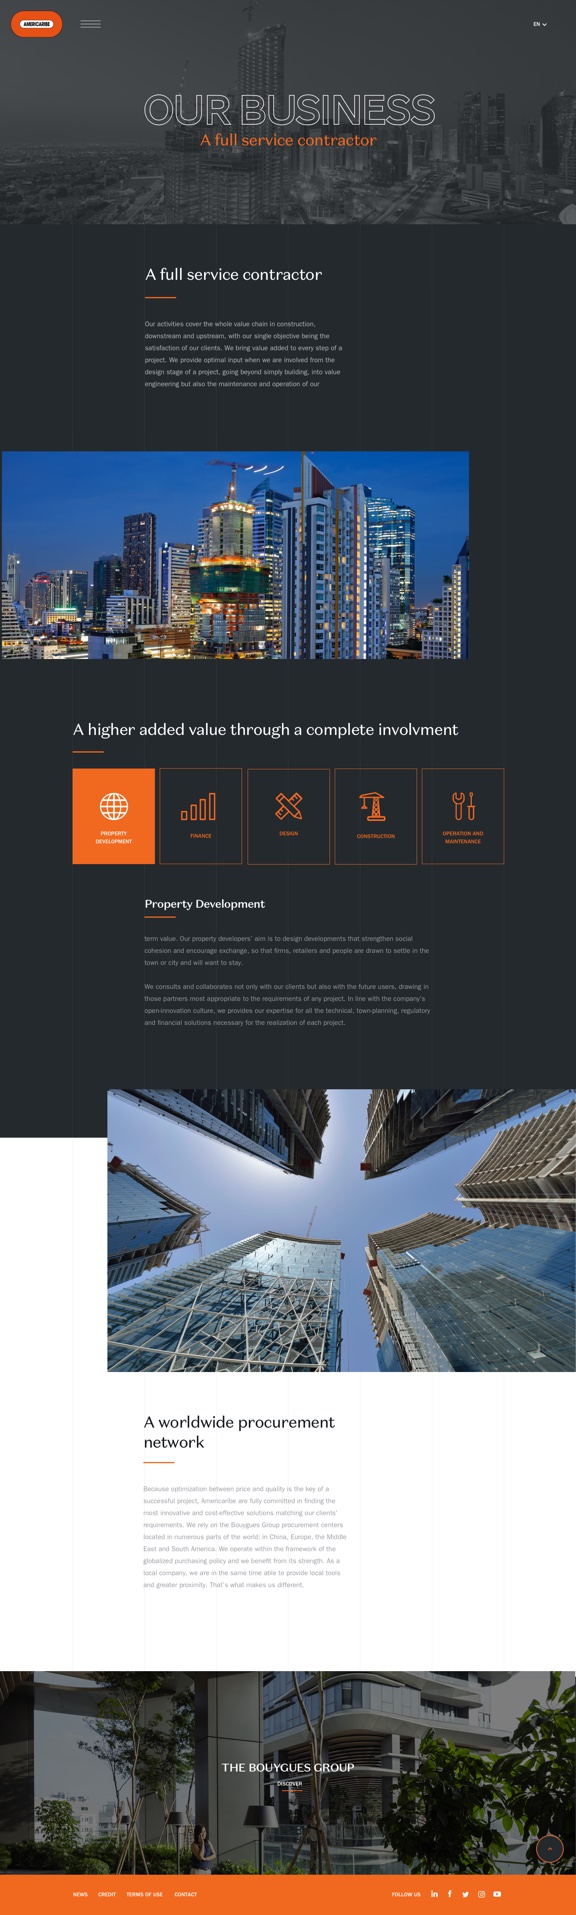 AMERICARIBE
EN
OUR BUSINESS
A full service contractor
A full service contractor
Our activities cover the whole value chain in construction,
downstream and upstream, with our single objective being the
satisfaction of our clients. We bring value added to every step of a
project. We provide optimal input when we are involved from the
design stage of a project, going beyond simply building, into value
engineering but also the maintenance and operation of our
A higher added value through a complete involvment
PROPERTY
DEVELOPMENT
FINANCE
DESIGN
CONSTRUCTION
OPERATION AND
MAINTENANCE
Property Development
term value. Our property developers' aim is to design developments that strengthen social
cohesion and encourage exchange, so that firms, retailers and people are drawn to settle in the
town or city and will want to stay.
We consults and collaborates not only with our clients but also with the future users, drawing in
those partners most appropriate to the requirements of any project. In line with the company's
open-innovation culture, we provides our expertise for all the technical, town-planning, regulatory
and financial solutions necessary for the realization of each project.
A worldwide procurement
network
Because optimization between price and quality is the key of a
successful project, Americaribe are fully committed in finding the
most innovative and cost-effective solutions matching our clients'
requirements. We rely on the Bouygues Group procurement centers
located in numerous parts of the world: in China, Europe, the Middle
East and South America. We operate within the framework of the
globalized purchasing policy and we benefit from its strength. As a
local company, we are in the same time able to provide local tools
and greater proximity. That's what makes us different.
THE BOUYGUES GROUP
DISCOVER
NEWS CREDIT TERMS OF USE CONTACT
FOLLOW US